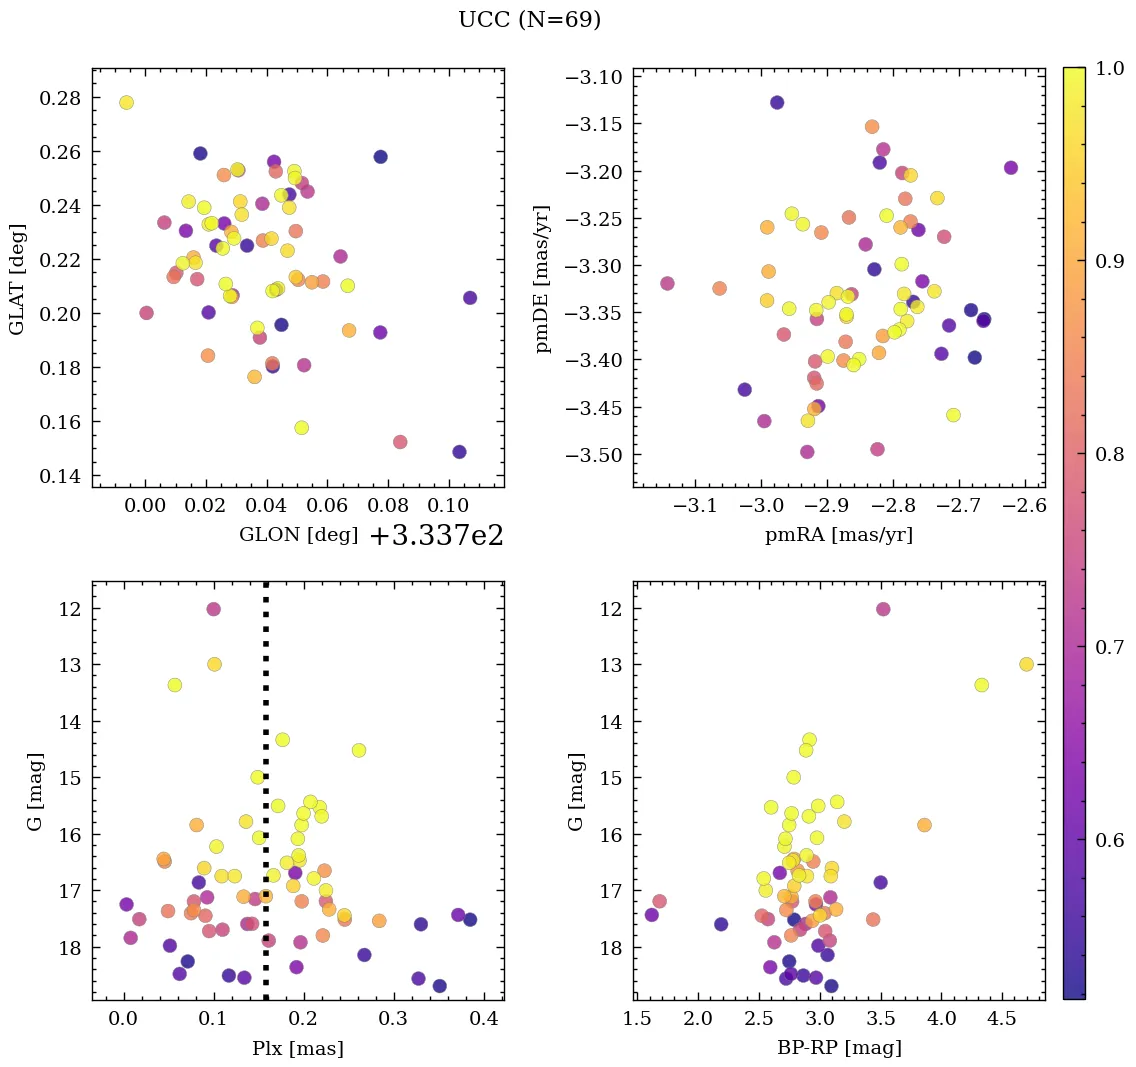 UCC (N=69)
0.28
0.26
0.24
0.22
0.20
0.18
0.16
0.14
GLAT [deg]
0.00 0.02 0.04 0.06 0.08 0.10
GLON [deg] +3.337e2
−3.10
−3.15
−3.20
−3.25
−3.30
−3.35
−3.40
−3.45
−3.50
pmDE [mas/yr]
−3.1 −3.0 −2.9 −2.8 −2.7 −2.6
pmRA [mas/yr]
12
13
14
15
16
17
18
G [mag]
0.0 0.1 0.2 0.3 0.4
Plx [mas]
12
13
14
15
16
17
18
G [mag]
1.5 2.0 2.5 3.0 3.5 4.0 4.5
BP-RP [mag]
1.0
0.9
0.8
0.7
0.6